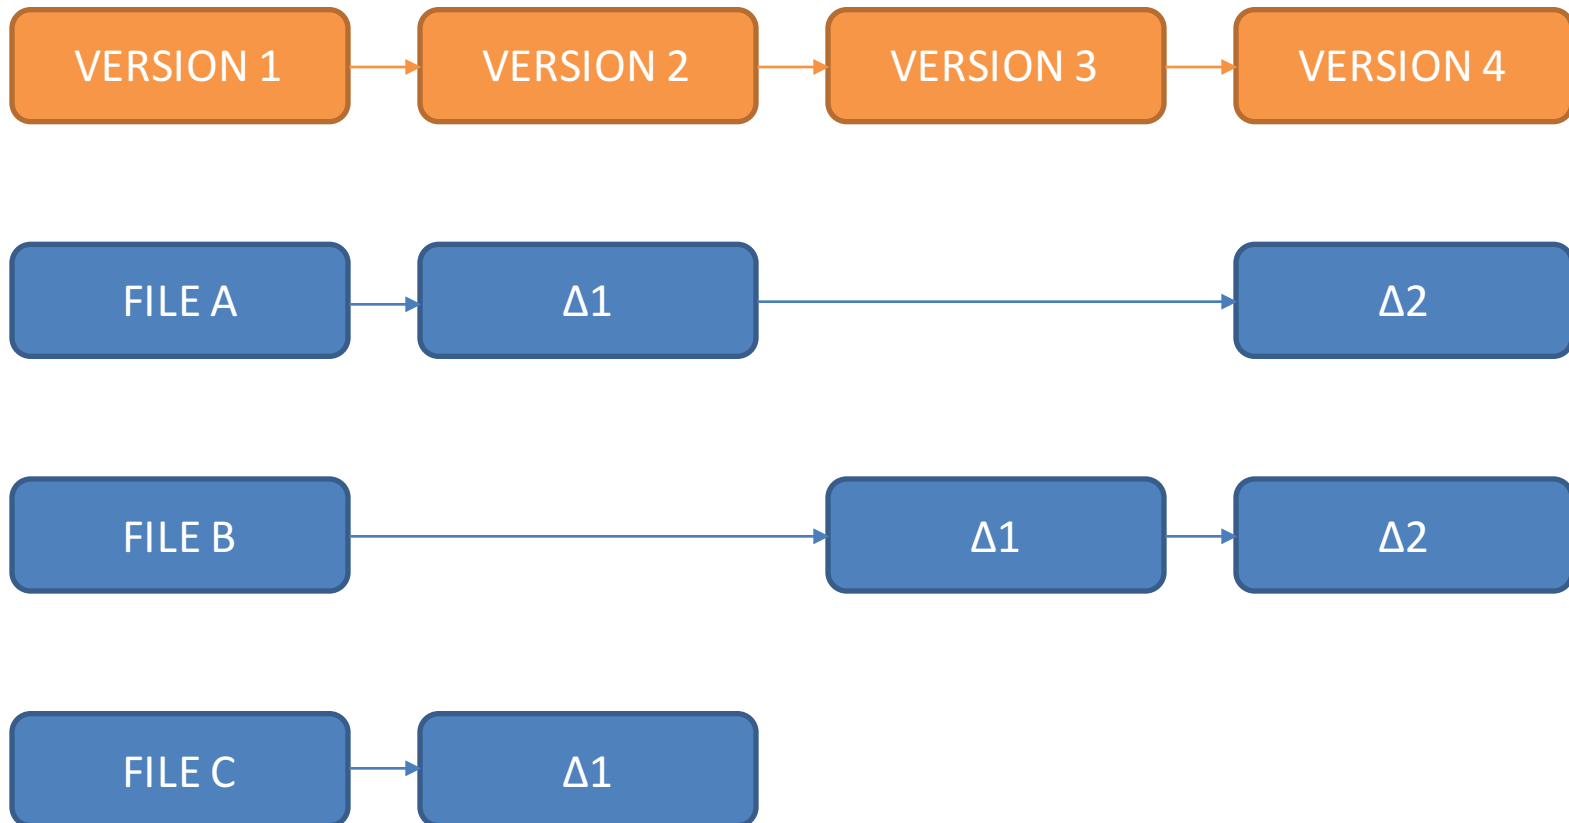 VERSION 1
VERSION 2
VERSION 3
VERSION 4
FILE A
Δ1
Δ2
FILE B
Δ1
Δ2
FILE C
Δ1